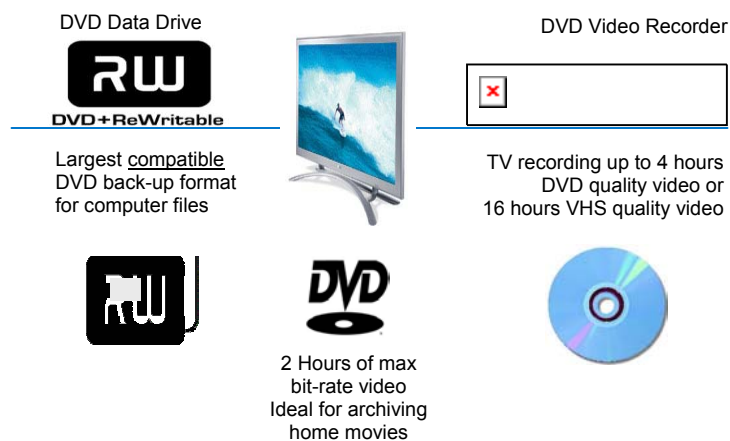 DVD Data Drive
RW
DVD+ReWritable
Largest compatible
DVD back-up format
for computer files
DVD Video Recorder
TV recording up to 4 hours
DVD quality video or
16 hours VHS quality video
RW
DVD
2 Hours of max
bit-rate video
Ideal for archiving
home movies